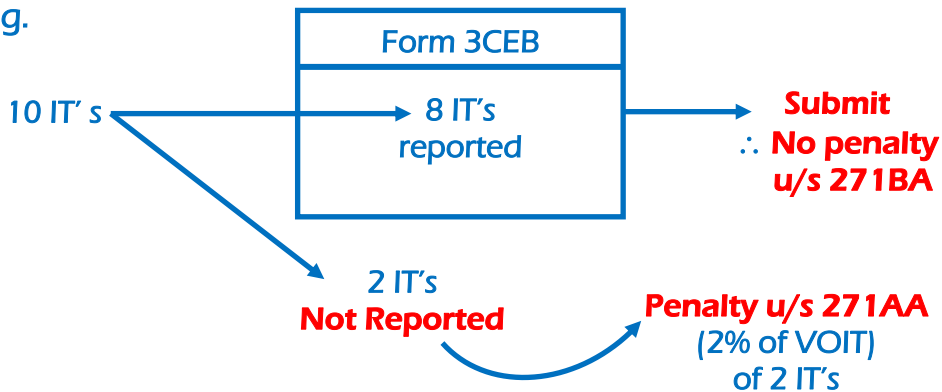 g.
Form 3CEB
10 IT' s
8 IT's
reported
Submit
∴ No penalty
u/s 271BA
2 IT's
Not Reported
Penalty u/s 271AA
(2% of VOIT)
of 2 IT's